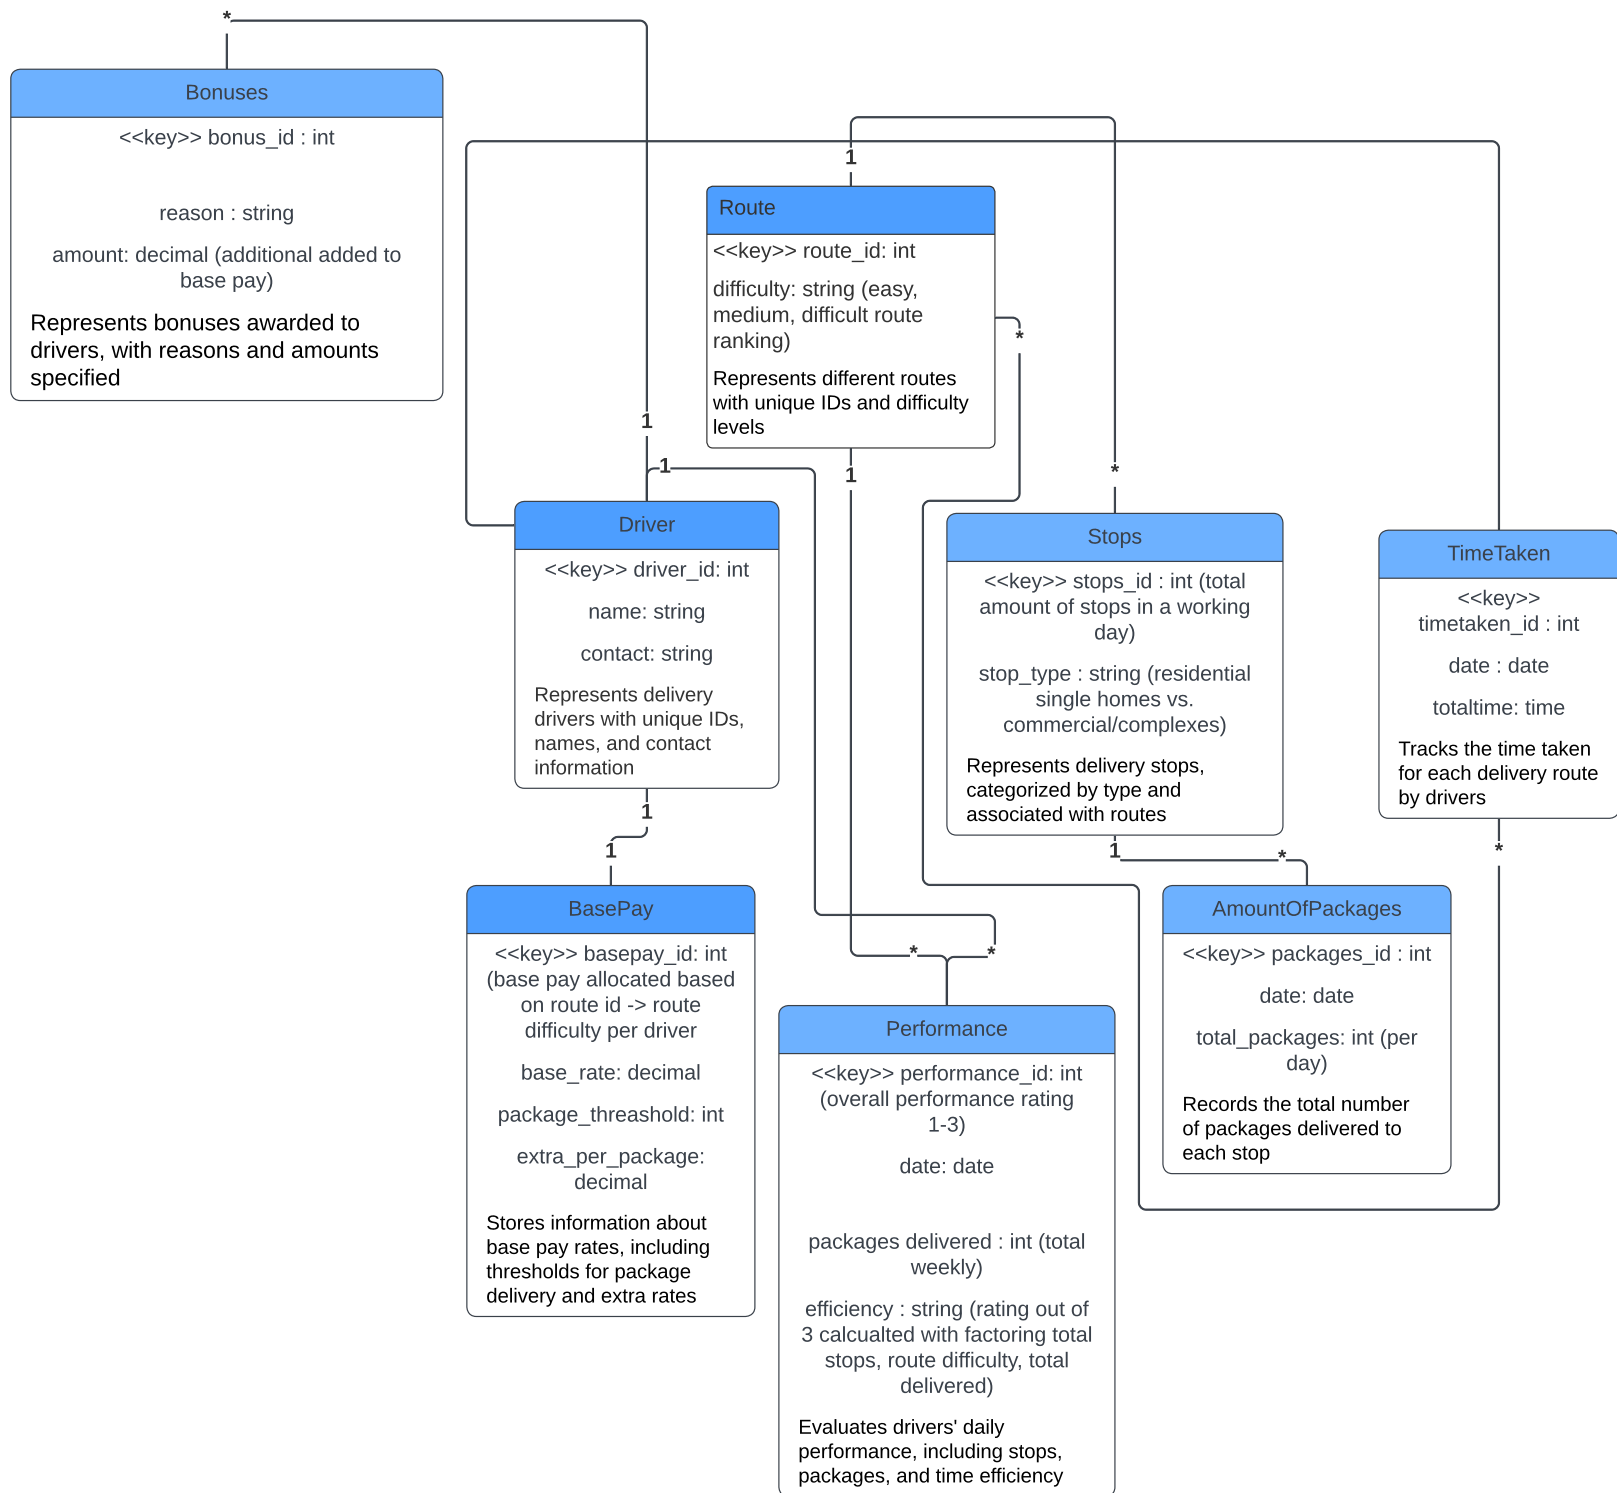 *
Bonuses
<<key>> bonus_id : int
reason : string
amount: decimal (additional added to
base pay)
Represents bonuses awarded to
drivers, with reasons and amounts
specified
1
Route
<<key>> route_id: int
difficulty: string (easy,
medium, difficult route
ranking)
Represents different routes
with unique IDs and difficulty
levels
*
1
1
1
*
Driver
<<key>> driver_id: int
name: string
contact: string
Represents delivery
drivers with unique IDs,
names, and contact
information
Stops
<<key>> stops_id : int (total
amount of stops in a working
day)
stop_type : string (residential
single homes vs.
commercial/complexes)
Represents delivery stops,
categorized by type and
associated with routes
TimeTaken
<<key>>
timetaken_id : int
date : date
totaltime: time
Tracks the time taken
for each delivery route
by drivers
1
1
1
*
*
BasePay
<<key>> basepay_id: int
(base pay allocated based
on route id -> route
difficulty per driver
base_rate: decimal
package_threashold: int
extra_per_package:
decimal
Stores information about
base pay rates, including
thresholds for package
delivery and extra rates
AmountOfPackages
<<key>> packages_id : int
date: date
total_packages: int (per
day)
Records the total number
of packages delivered to
each stop
*
*
Performance
<<key>> performance_id: int
(overall performance rating
1-3)
date: date
packages delivered : int (total
weekly)
efficiency : string (rating out of
3 calcualted with factoring total
stops, route difficulty, total
delivered)
Evaluates drivers' daily
performance, including stops,
packages, and time efficiency